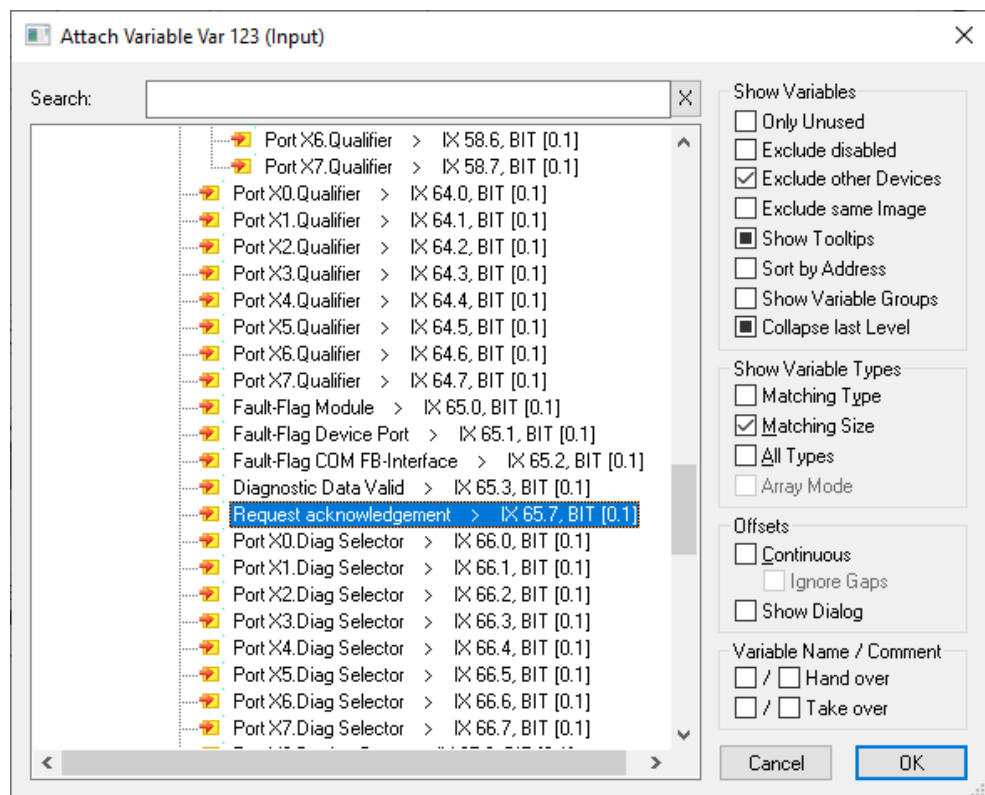 Attach Variable Var 123 (Input)
Search:
X
Port X6.Qualifier > IX 58.6, BIT [0.1]
Port X7.Qualifier > IX 58.7, BIT [0.1]
Port X0.Qualifier > IX 64.0, BIT [0.1]
Port X1.Qualifier > IX 64.1, BIT [0.1]
Port X2.Qualifier > IX 64.2, BIT [0.1]
Port X3.Qualifier > IX 64.3, BIT [0.1]
Port X4.Qualifier > IX 64.4, BIT [0.1]
Port X5.Qualifier > IX 64.5, BIT [0.1]
Port X6.Qualifier > IX 64.6, BIT [0.1]
Port X7.Qualifier > IX 64.7, BIT [0.1]
Fault-Flag Module > IX 65.0, BIT [0.1]
Fault-Flag Device Port > IX 65.1, BIT [0.1]
Fault-Flag COM FB-Interface > IX 65.2, BIT [0.1]
Diagnostic Data Valid > IX 65.3, BIT [0.1]
Request acknowledgement > IX 65.7, BIT [0.1]
Port X0.Diag Selector > IX 66.0, BIT [0.1]
Port X1.Diag Selector > IX 66.1, BIT [0.1]
Port X2.Diag Selector > IX 66.2, BIT [0.1]
Port X3.Diag Selector > IX 66.3, BIT [0.1]
Port X4.Diag Selector > IX 66.4, BIT [0.1]
Port X5.Diag Selector > IX 66.5, BIT [0.1]
Port X6.Diag Selector > IX 66.6, BIT [0.1]
Port X7.Diag Selector > IX 66.7, BIT [0.1]
Show Variables
Only Unused
Exclude disabled
Exclude other Devices
Exclude same Image
Show Tooltips
Sort by Address
Show Variable Groups
Collapse last Level
Show Variable Types
Matching Type
Matching Size
All Types
Array Mode
Offsets
Continuous
Ignore Gaps
Show Dialog
Variable Name / Comment
/ Hand over
/ Take over
Cancel
OK